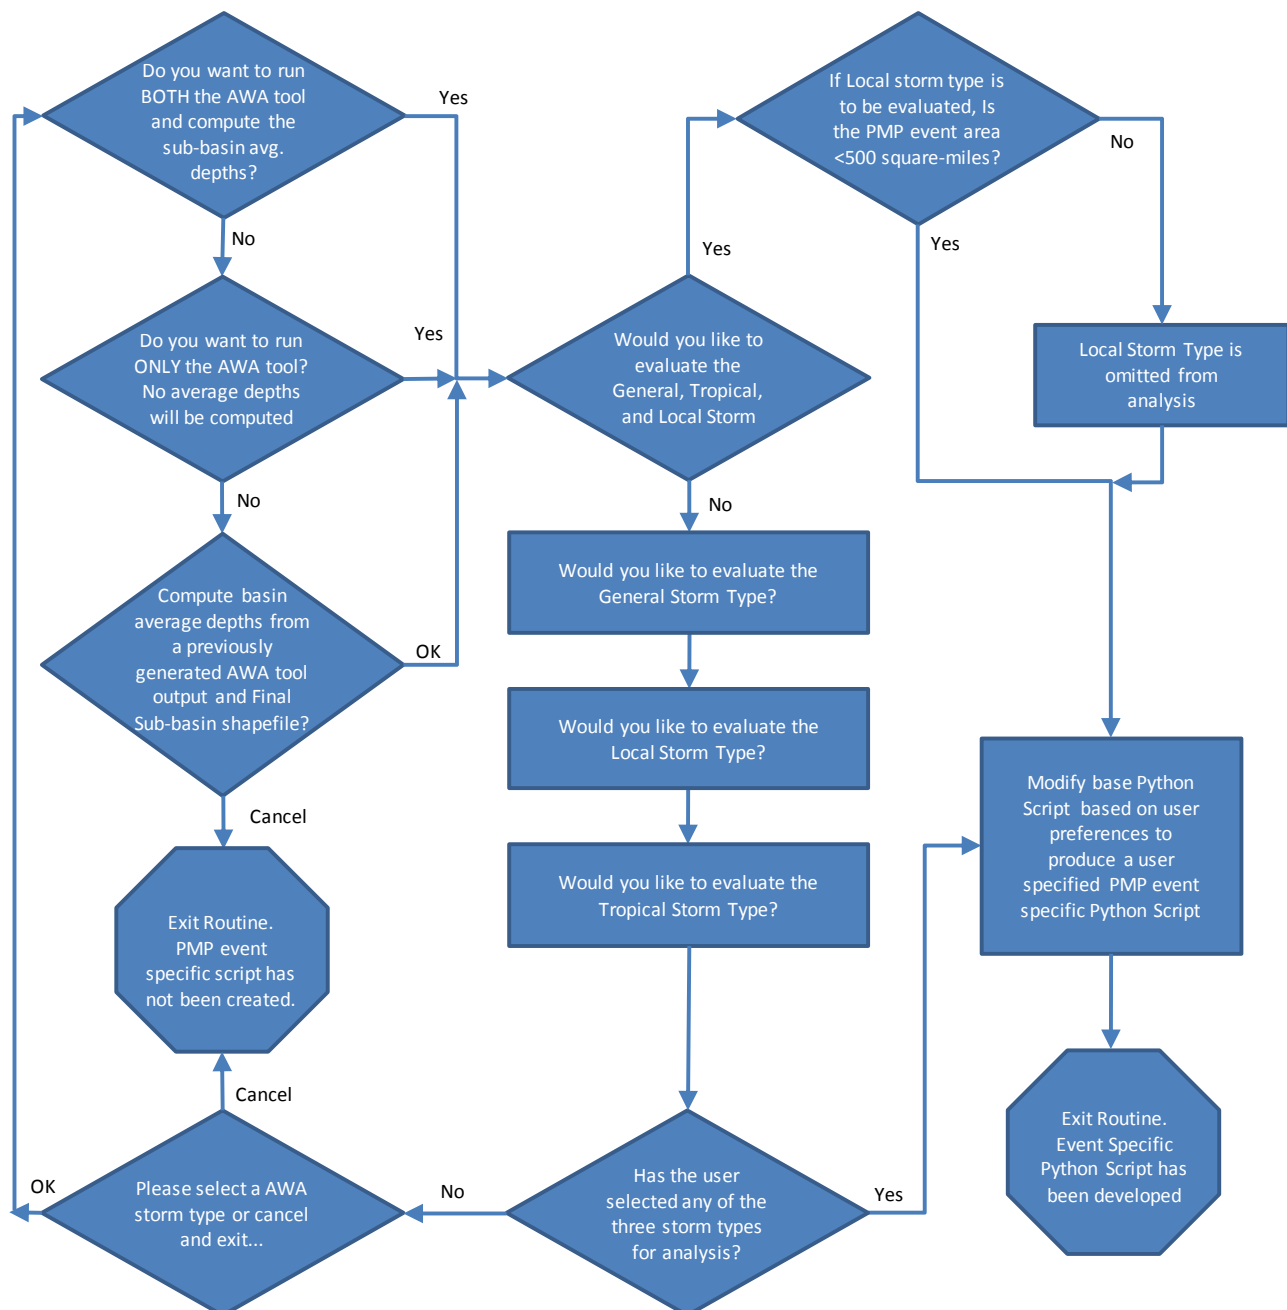 Do you want to run
BOTH the AWA tool
and compute the
sub-basin avg.
depths?
Yes
No
Do you want to run
ONLY the AWA tool?
No average depths
will be computed
Yes
No
Compute basin
average depths from
a previously
generated AWA tool
output and Final
Sub-basin shapefile?
OK
Cancel
Exit Routine.
PMP event
specific script has
not been created.
Cancel
Please select a AWA
storm type or cancel
and exit...
OK
Would you like to
evaluate the
General, Tropical,
and Local Storm
Yes
No
Would you like to evaluate the
General Storm Type?
Would you like to evaluate the
Local Storm Type?
Would you like to evaluate the
Tropical Storm Type?
Has the user
selected any of the
three storm types
for analysis?
No
Yes
If Local storm type is
to be evaluated, Is
the PMP event area
<500 square-miles?
No
Yes
Local Storm Type is
omitted from
analysis
Modify base Python
Script based on user
preferences to
produce a user
specified PMP event
specific Python Script
Exit Routine.
Event Specific
Python Script has
been developed